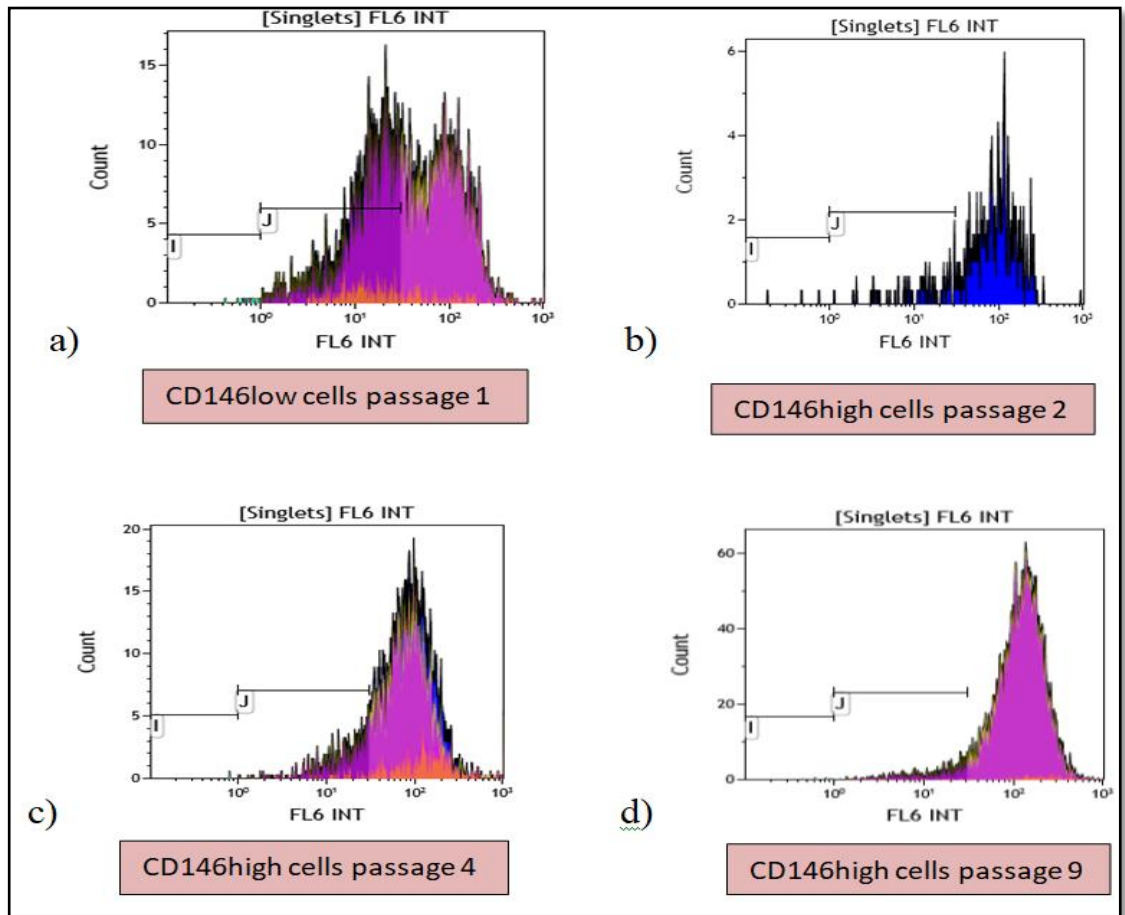 [Singlets] FL6 INT
15
10
5
0
Count
I
J
10⁰ 10¹ 10² 10³
FL6 INT
a)
CD146low cells passage 1
[Singlets] FL6 INT
6
4
2
0
Count
I
J
10⁰ 10¹ 10² 10³
FL6 INT
b)
CD146high cells passage 2
[Singlets] FL6 INT
20
15
10
5
0
Count
I
J
10⁰ 10¹ 10² 10³
FL6 INT
c)
CD146high cells passage 4
[Singlets] FL6 INT
60
40
20
0
Count
I
J
10⁰ 10¹ 10² 10³
FL6 INT
d)
CD146high cells passage 9